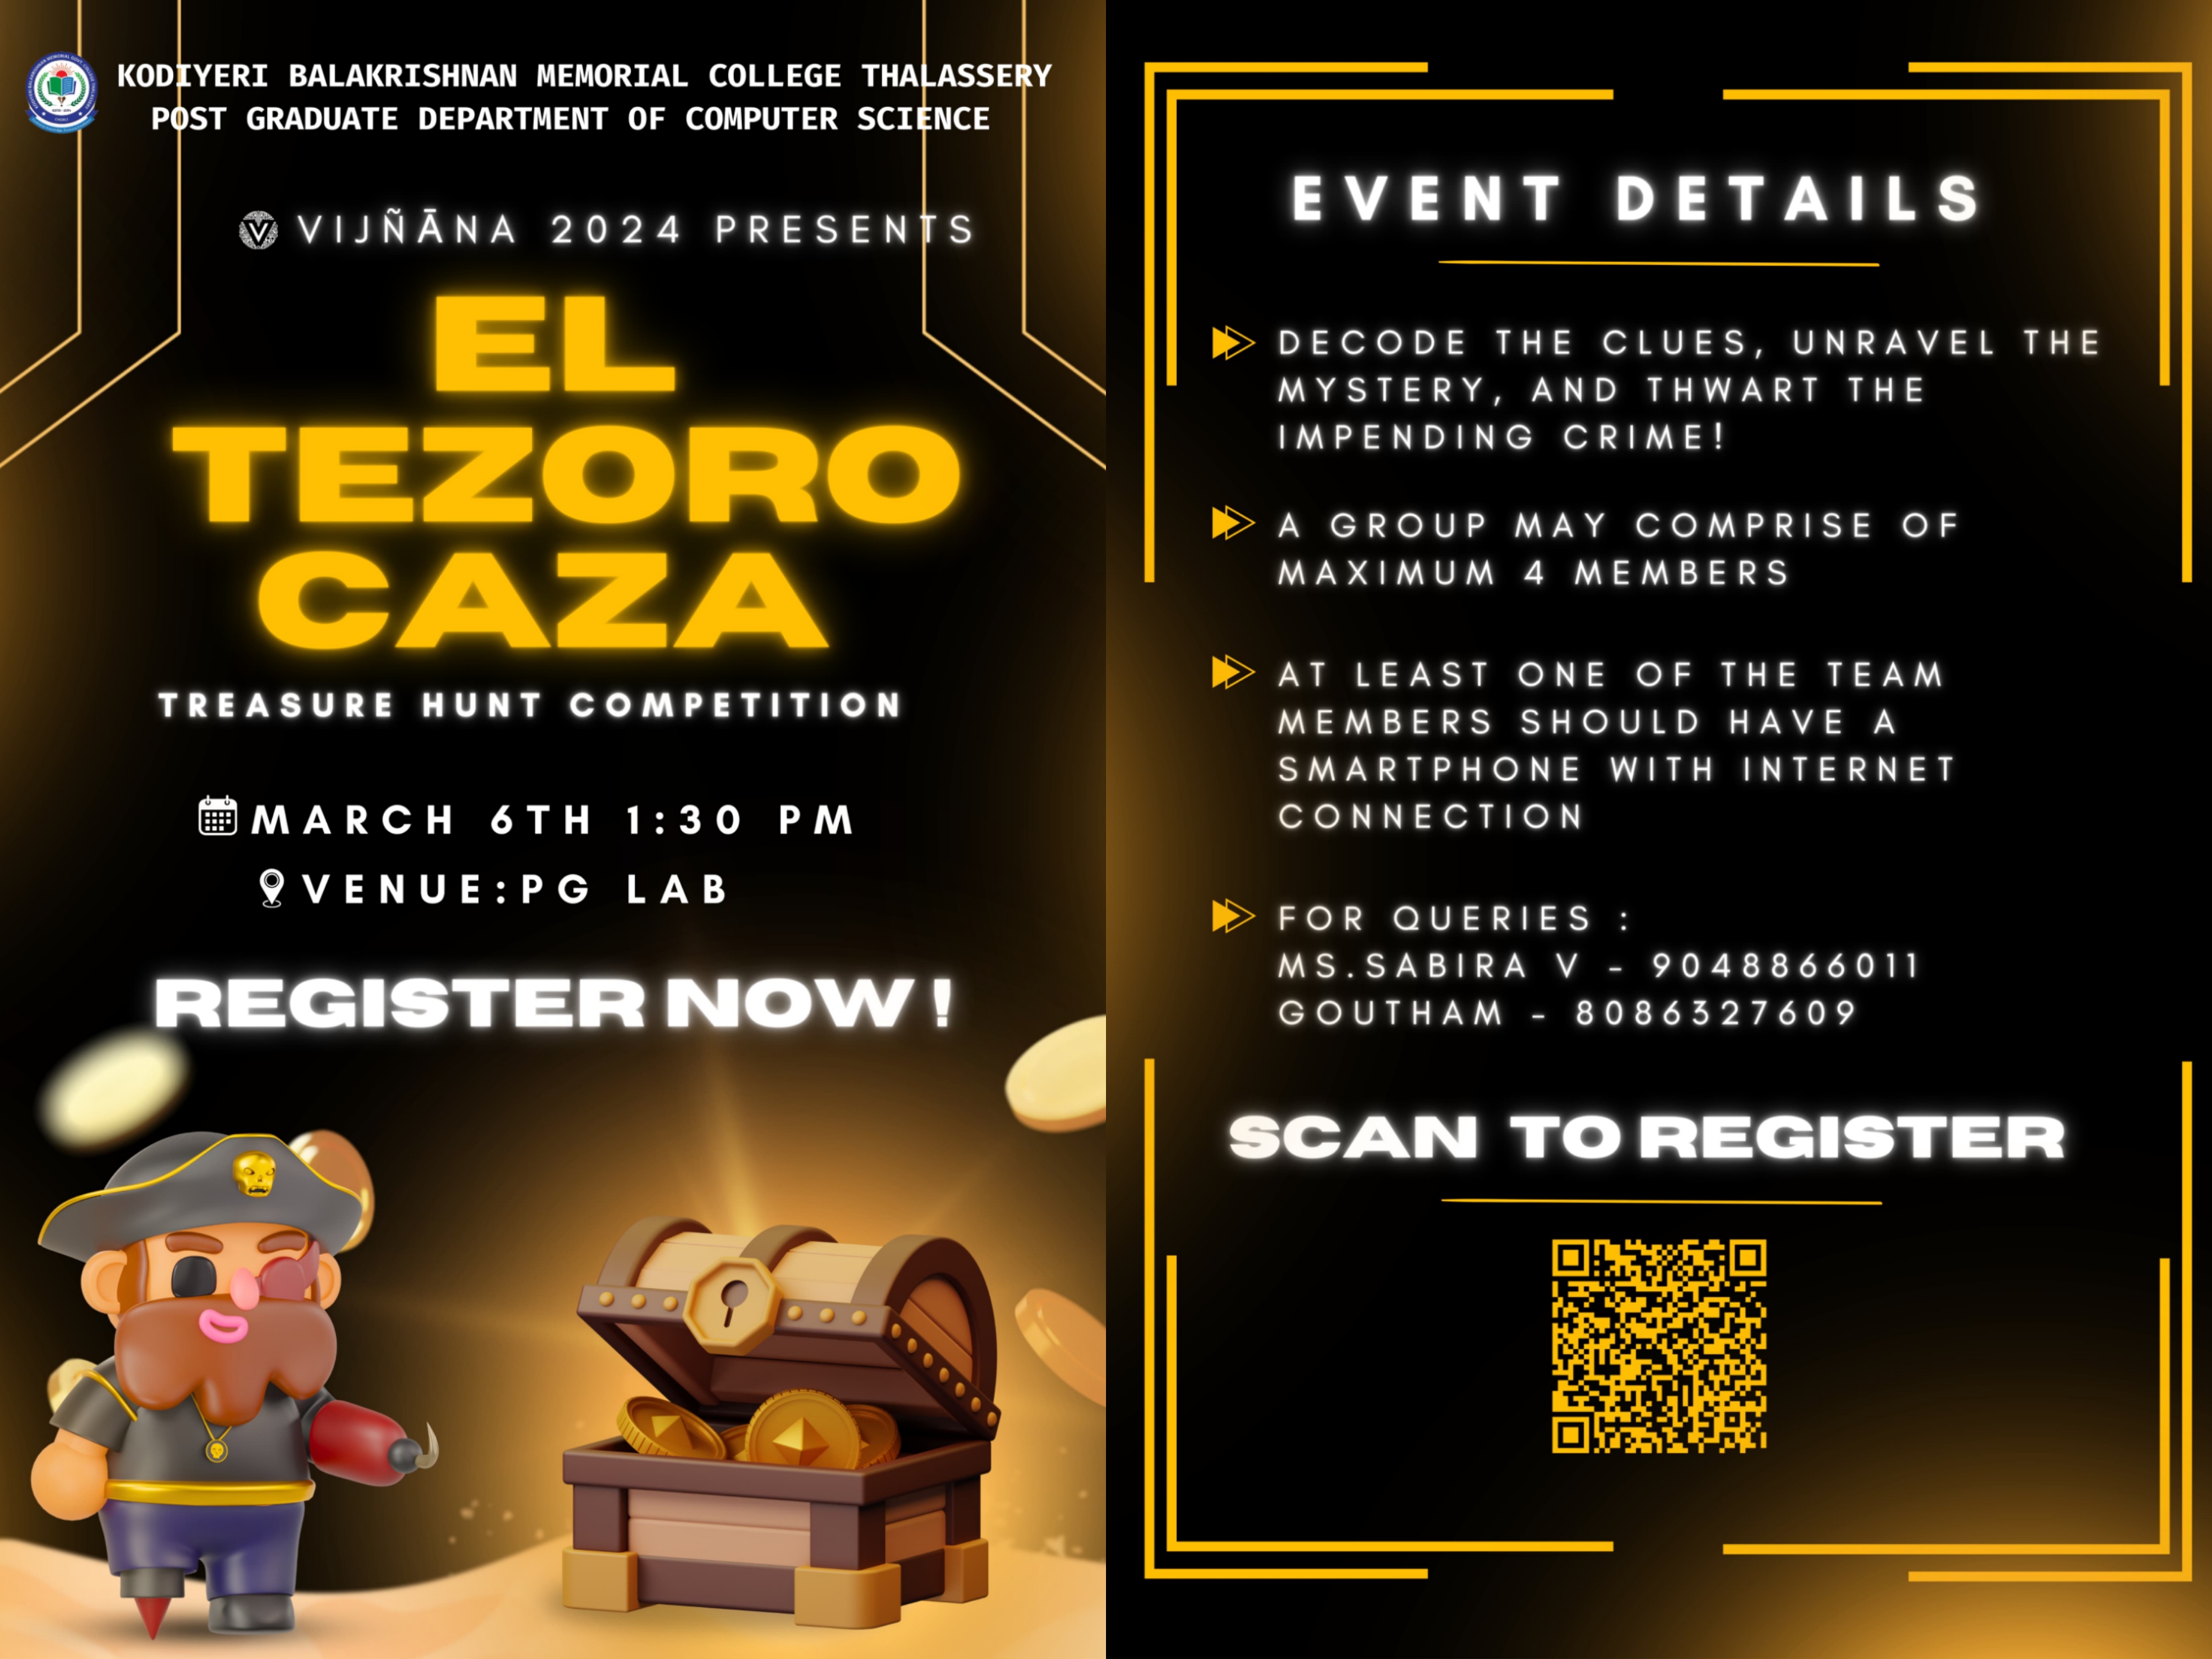 KODIYERI BALAKRISHNAN MEMORIAL COLLEGE THALASSERY
POST GRADUATE DEPARTMENT OF COMPUTER SCIENCE
VIJÑĀNA 2024 PRESENTS
EL
TEZORO
CAZA
TREASURE HUNT COMPETITION
MARCH 6TH 1:30 PM
VENUE:PG LAB
REGISTER NOW !
EVENT DETAILS
DECODE THE CLUES, UNRAVEL THE
MYSTERY, AND THWART THE
IMPENDING CRIME!
A GROUP MAY COMPRISE OF
MAXIMUM 4 MEMBERS
AT LEAST ONE OF THE TEAM
MEMBERS SHOULD HAVE A
SMARTPHONE WITH INTERNET
CONNECTION
FOR QUERIES :
MS.SABIRA V - 9048866011
GOUTHAM - 8086327609
SCAN TO REGISTER